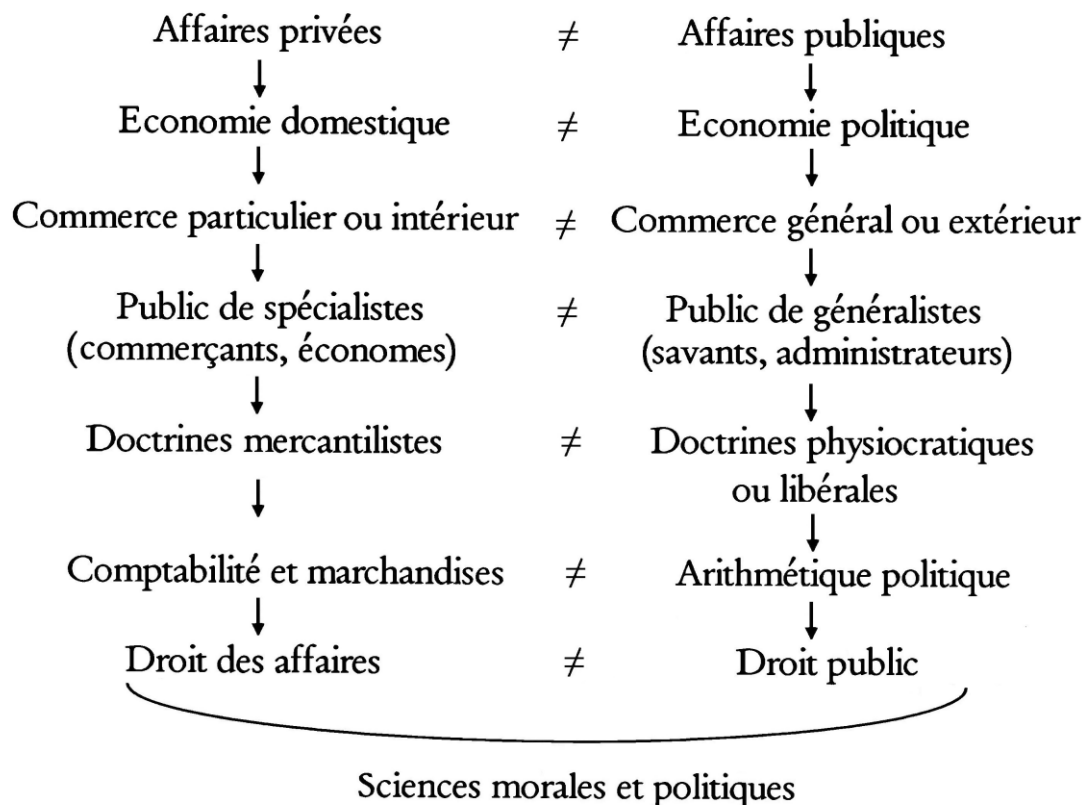 Affaires privées ≠ Affaires publiques
Economie domestique ≠ Economie politique
Commerce particulier ou intérieur ≠ Commerce général ou extérieur
Public de spécialistes ≠ Public de généralistes
(commerçants, économes) (savants, administrateurs)
Doctrines mercantilistes ≠ Doctrines physiocratiques
ou libérales
Comptabilité et marchandises ≠ Arithmétique politique
Droit des affaires ≠ Droit public
Sciences morales et politiques